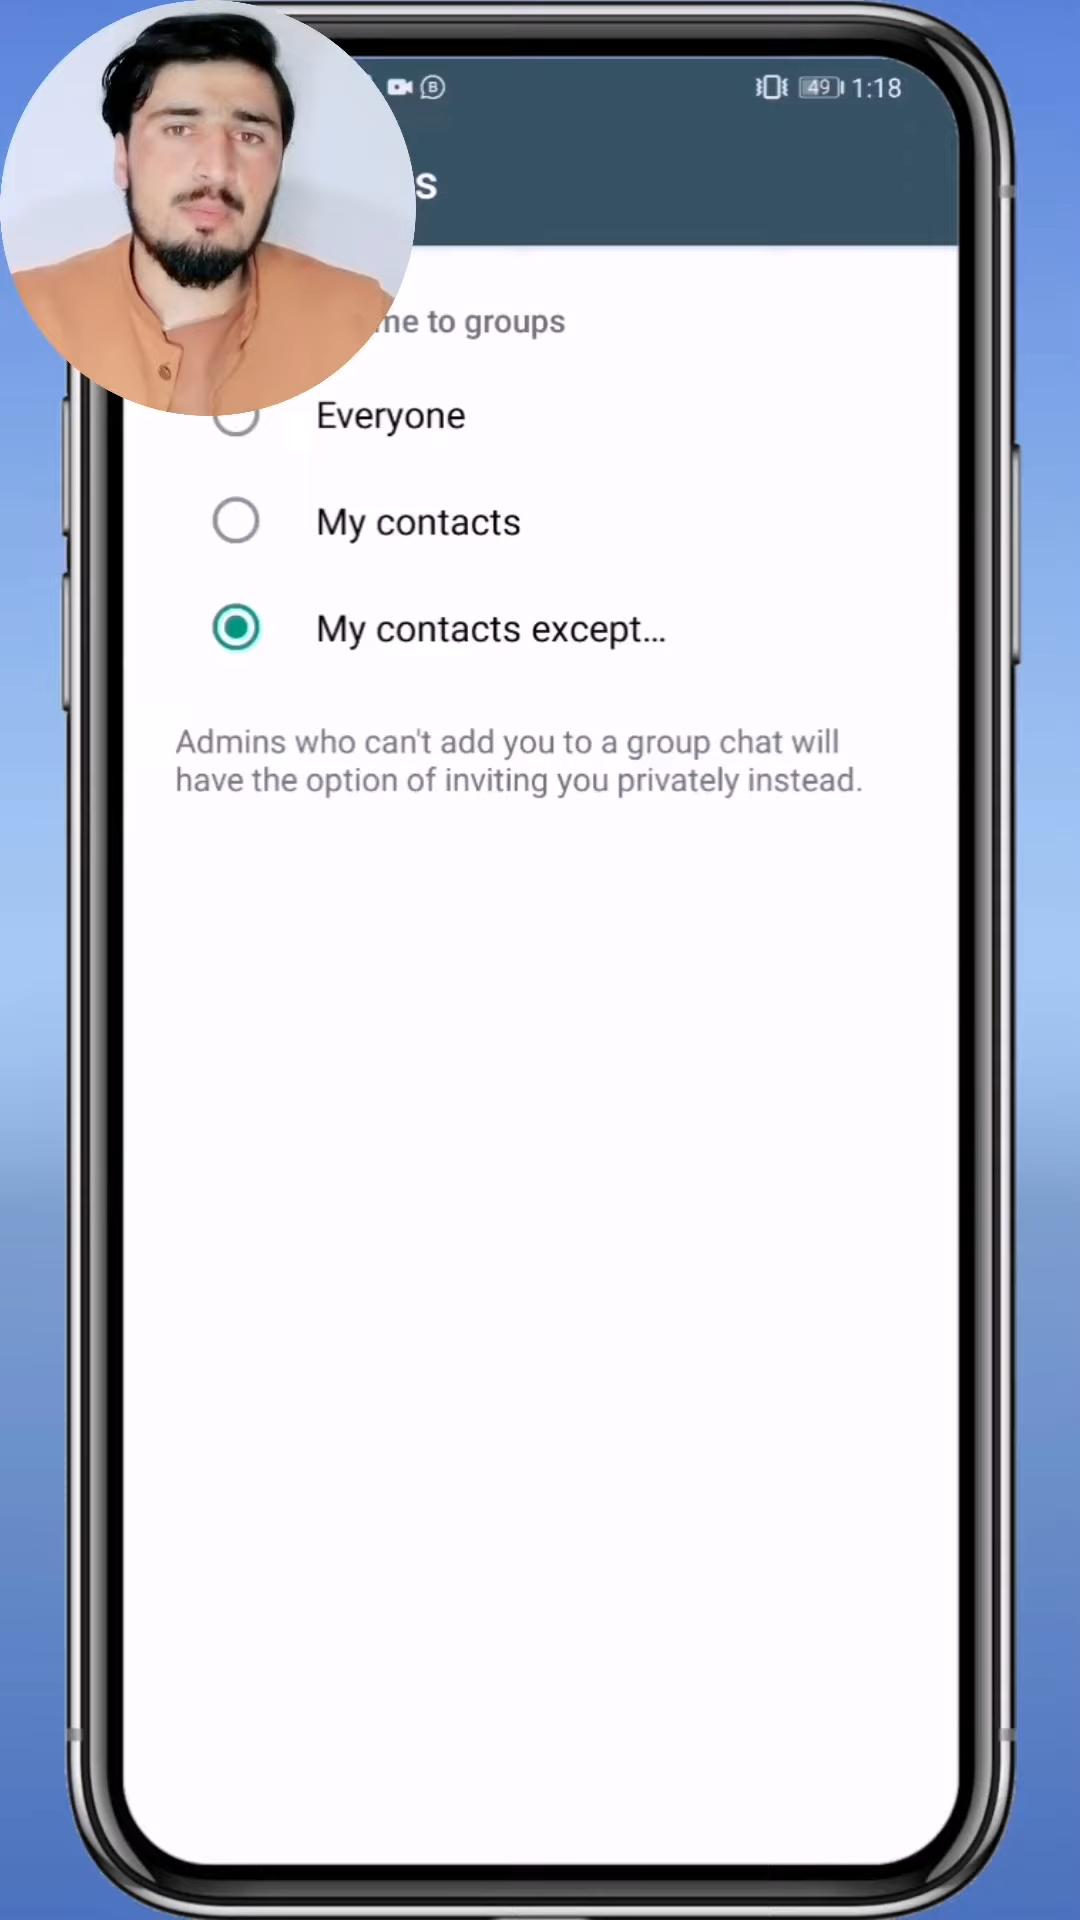 49 1:18
me to groups
Everyone
My contacts
My contacts except...
Admins who can't add you to a group chat will
have the option of inviting you privately instead.